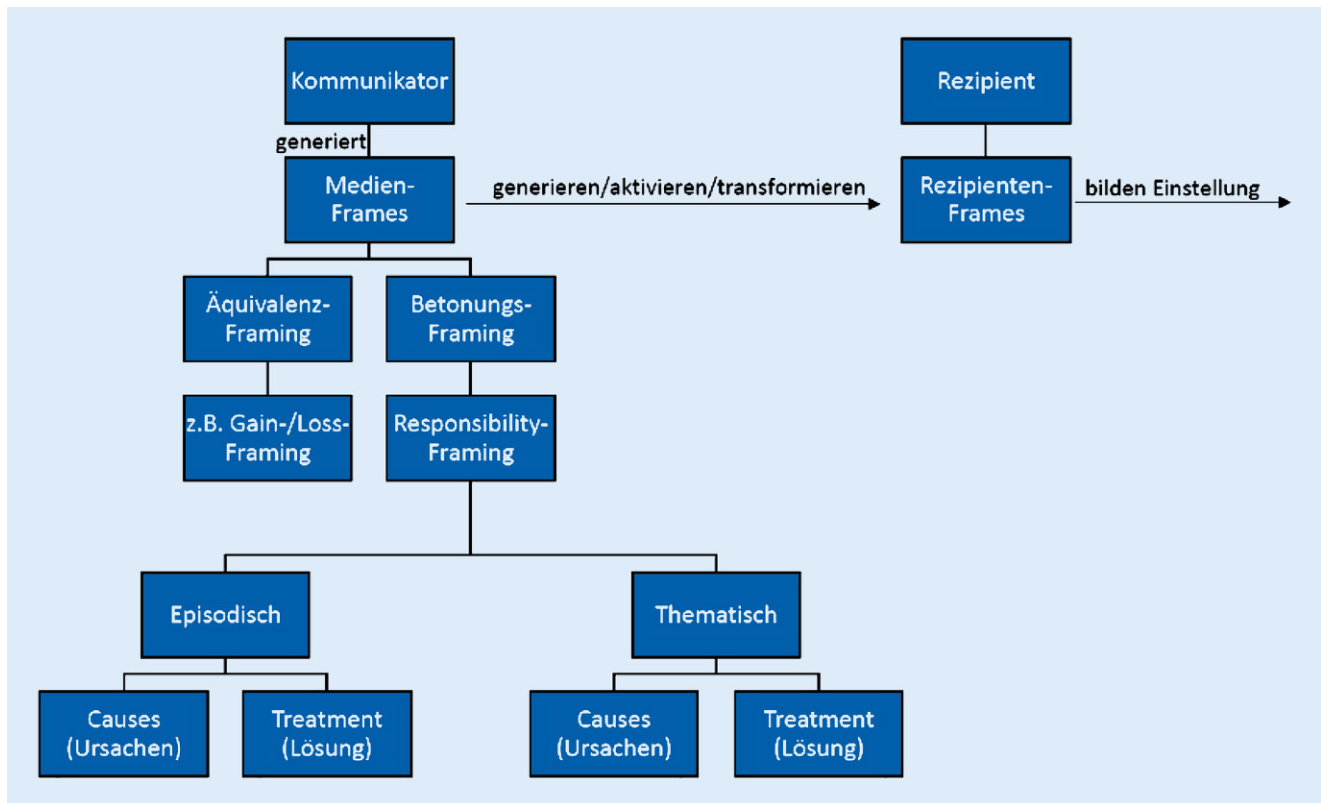 Kommunikator
Rezipient
generiert
Medien-
Frames
generieren/aktivieren/transformieren
Rezipienten-
Frames
bilden Einstellung
Äquivalenz-
Framing
Betonungs-
Framing
z.B. Gain-/Loss-
Framing
Responsibility-
Framing
Episodisch
Thematisch
Causes
(Ursachen)
Treatment
(Lösung)
Causes
(Ursachen)
Treatment
(Lösung)